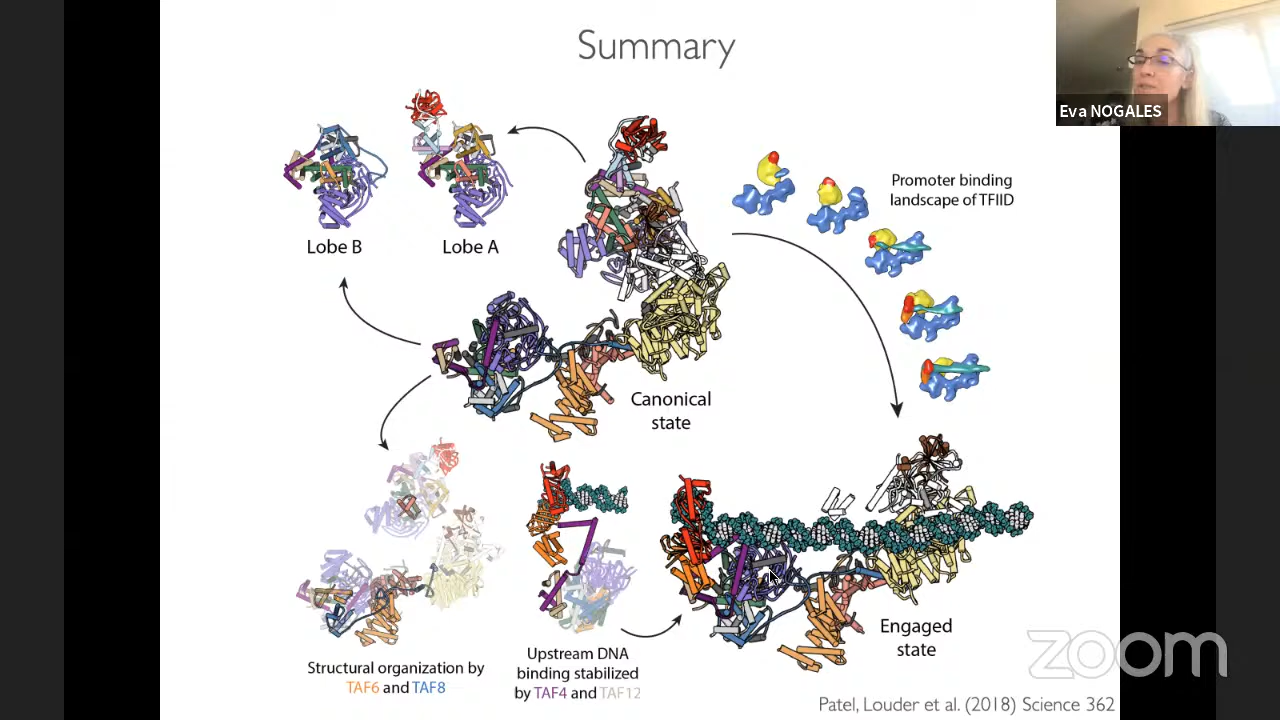 Summary
Eva NOGALES
Promoter binding
landscape of TFIID
Lobe B
Lobe A
Canonical
state
Engaged
state
Structural organization by
TAF6 and TAF8
Upstream DNA
binding stabilized
by TAF4 and TAF12
zoom
Patel, Louder et al. (2018) Science 362